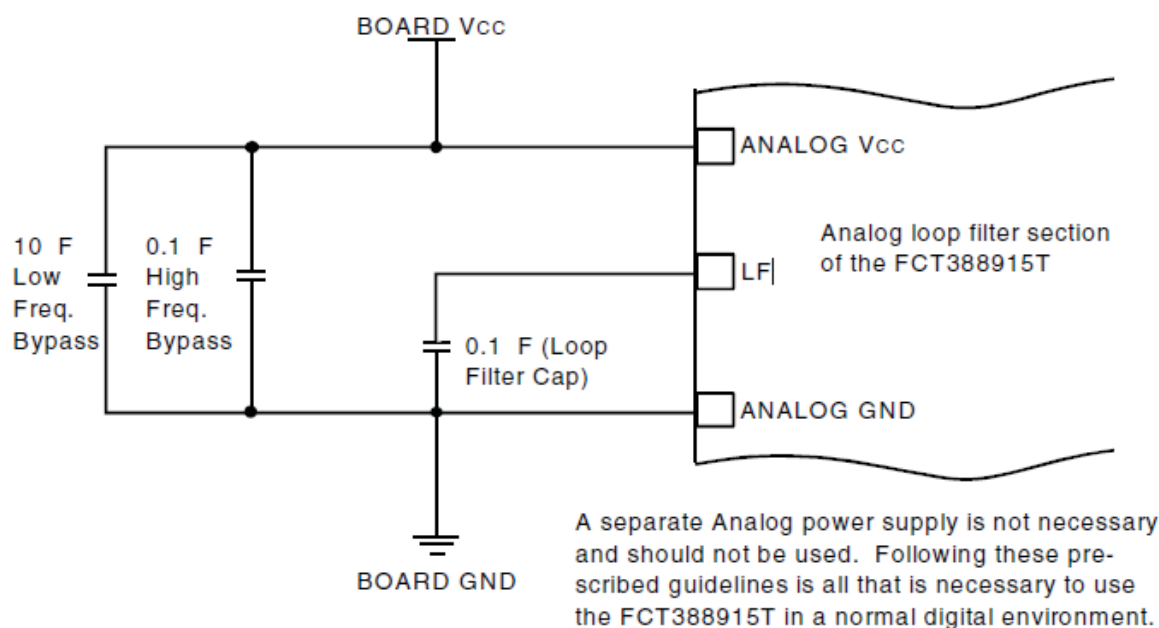 BOARD VCC
ANALOG VCC
10 F
Low
Freq.
Bypass
0.1 F
High
Freq.
Bypass
Analog loop filter section
of the FCT388915T
LF
0.1 F (Loop
Filter Cap)
ANALOG GND
BOARD GND
A separate Analog power supply is not necessary
and should not be used. Following these pre-
scribed guidelines is all that is necessary to use
the FCT388915T in a normal digital environment.